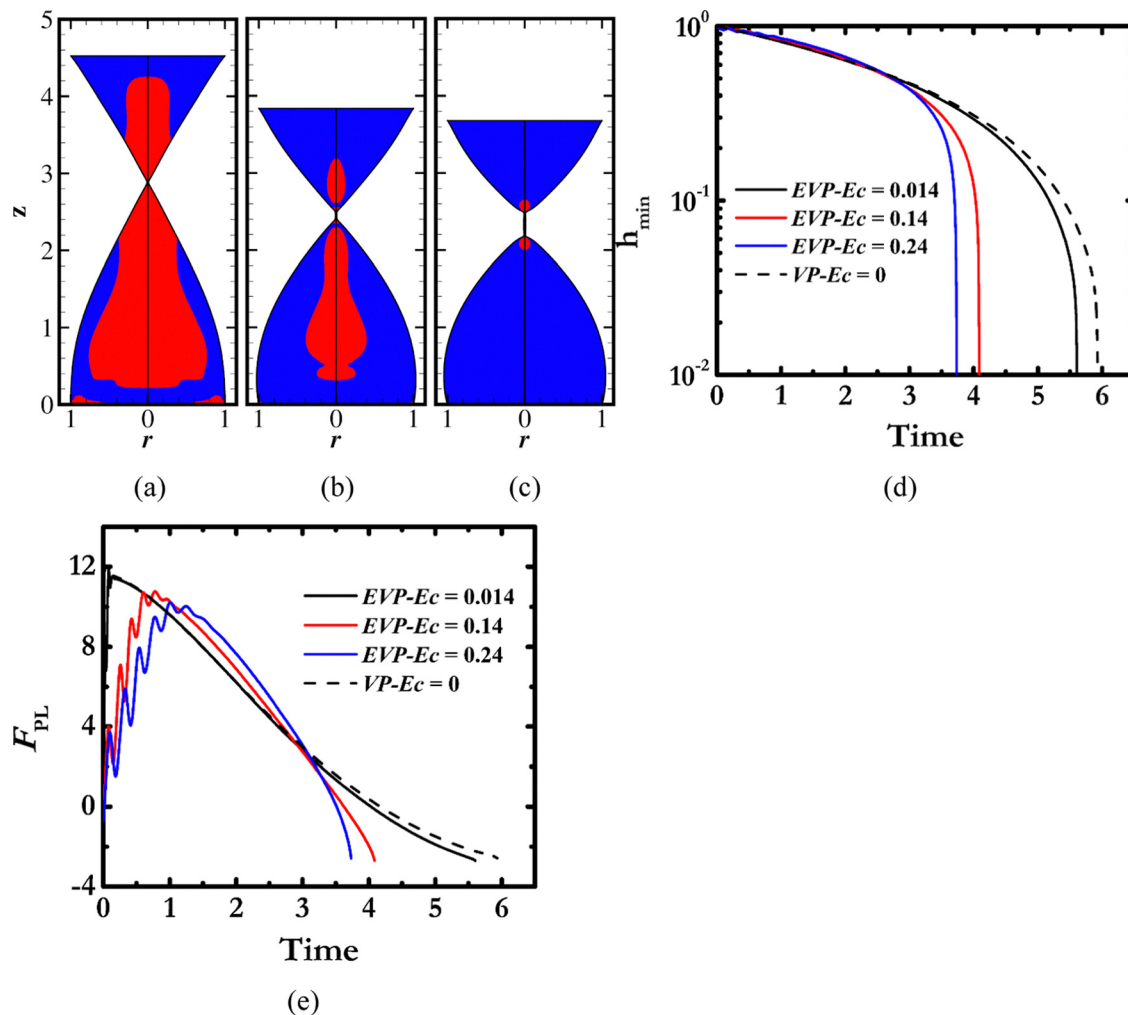 5
4
3
2
1
0
z
1 0 1
r
1 0 1
r
1 0 1
r
(a)
(b)
(c)
10^0
10^-1
10^-2
h_min
EVP-Ec = 0.014
EVP-Ec = 0.14
EVP-Ec = 0.24
VP-Ec = 0
0 1 2 3 4 5 6
Time
(d)
12
8
4
0
-4
F_PL
EVP-Ec = 0.014
EVP-Ec = 0.14
EVP-Ec = 0.24
VP-Ec = 0
0 1 2 3 4 5 6
Time
(e)